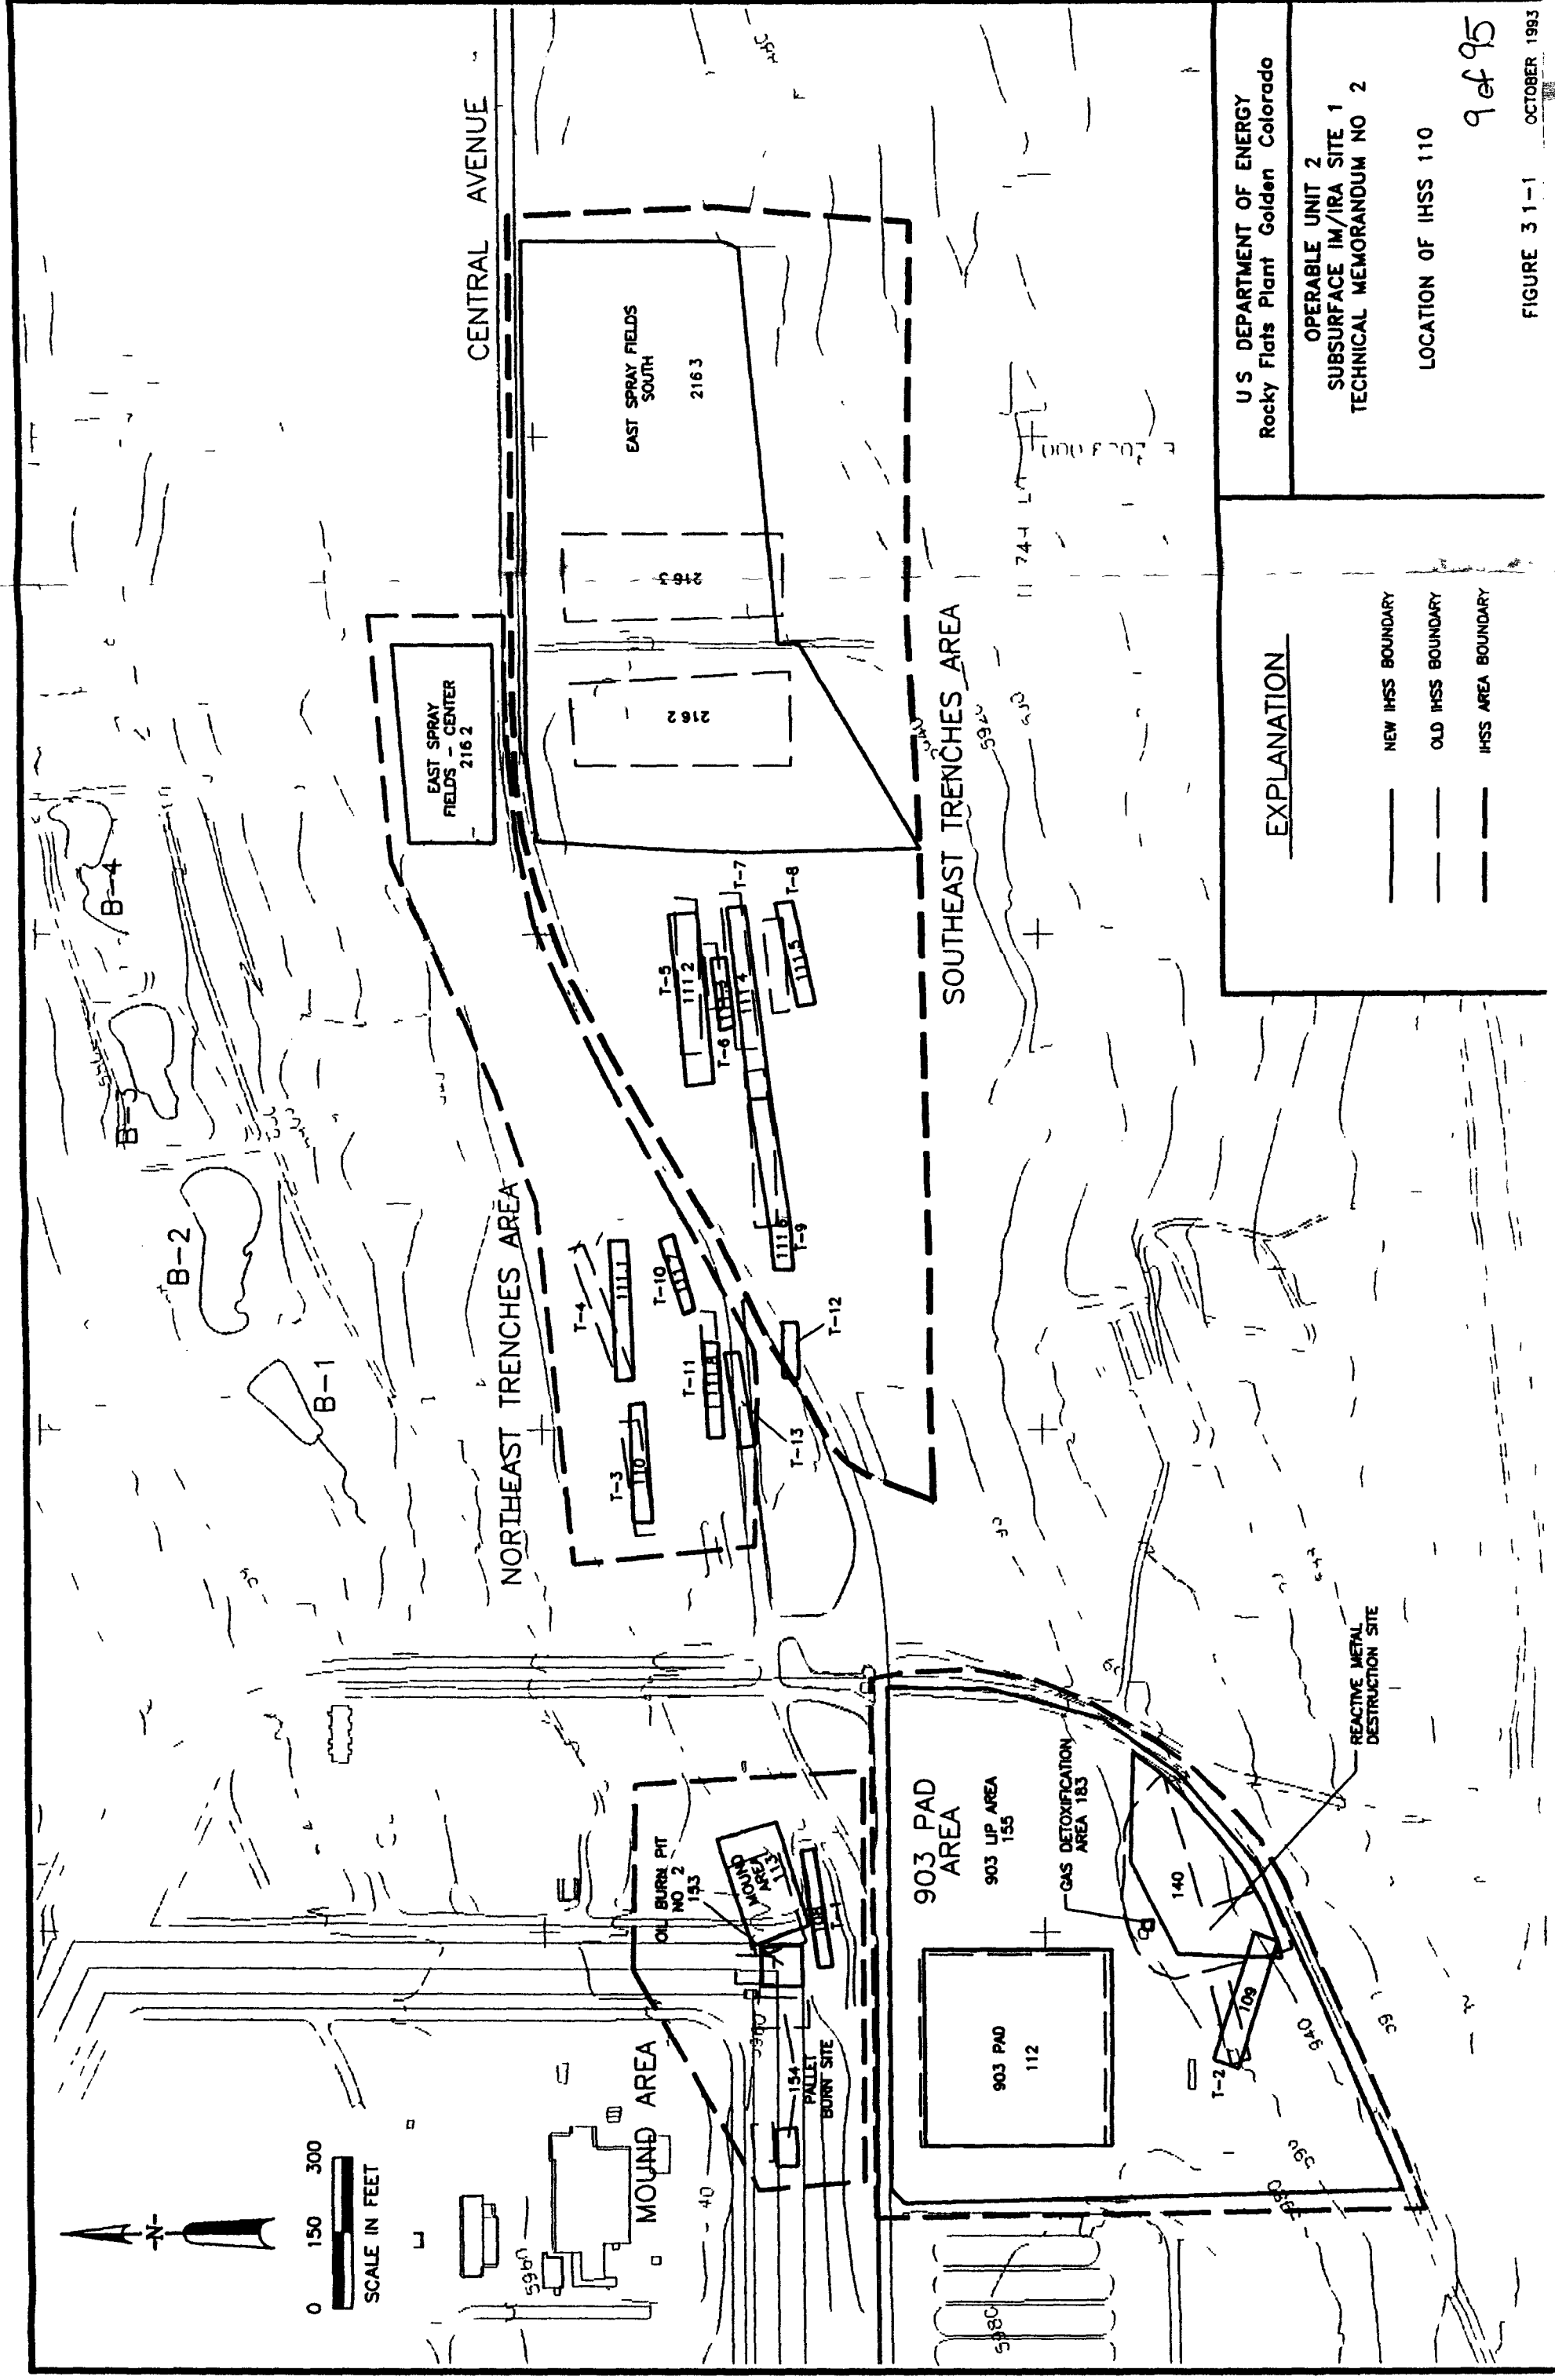 -N-
0 150 300
SCALE IN FEET
B-1
B-2
B-3
B-4
CENTRAL AVENUE
NORTHEAST TRENCHES AREA
EAST SPRAY
FIELDS - CENTER
216 2
EAST SPRAY FIELDS
SOUTH
216 3
216 3
216 2
T-3
110
T-4
111.1
T-10
T-11
T-13
T-12
T-5
111 2
T-6
T-7
111 4
T-8
111.5
T-9
SOUTHEAST TRENCHES AREA
MOUND AREA
OIL BURN PIT
NO 2
153
MOUND
AREA
113
108
T-1
154
PALLET
BURN SITE
5960
5960
40
903 PAD
AREA
903 LIP AREA
155
GAS DETOXIFICATION
AREA 183
903 PAD
112
140
T-2
109
REACTIVE METAL
DESTRUCTION SITE
940
5980
EXPLANATION
NEW IHSS BOUNDARY
OLD IHSS BOUNDARY
IHSS AREA BOUNDARY
U S DEPARTMENT OF ENERGY
Rocky Flats Plant Golden Colorado
OPERABLE UNIT 2
SUBSURFACE IM/IRA SITE 1
TECHNICAL MEMORANDUM NO 2
LOCATION OF IHSS 110
9 of 95
FIGURE 3 1-1 OCTOBER 1993